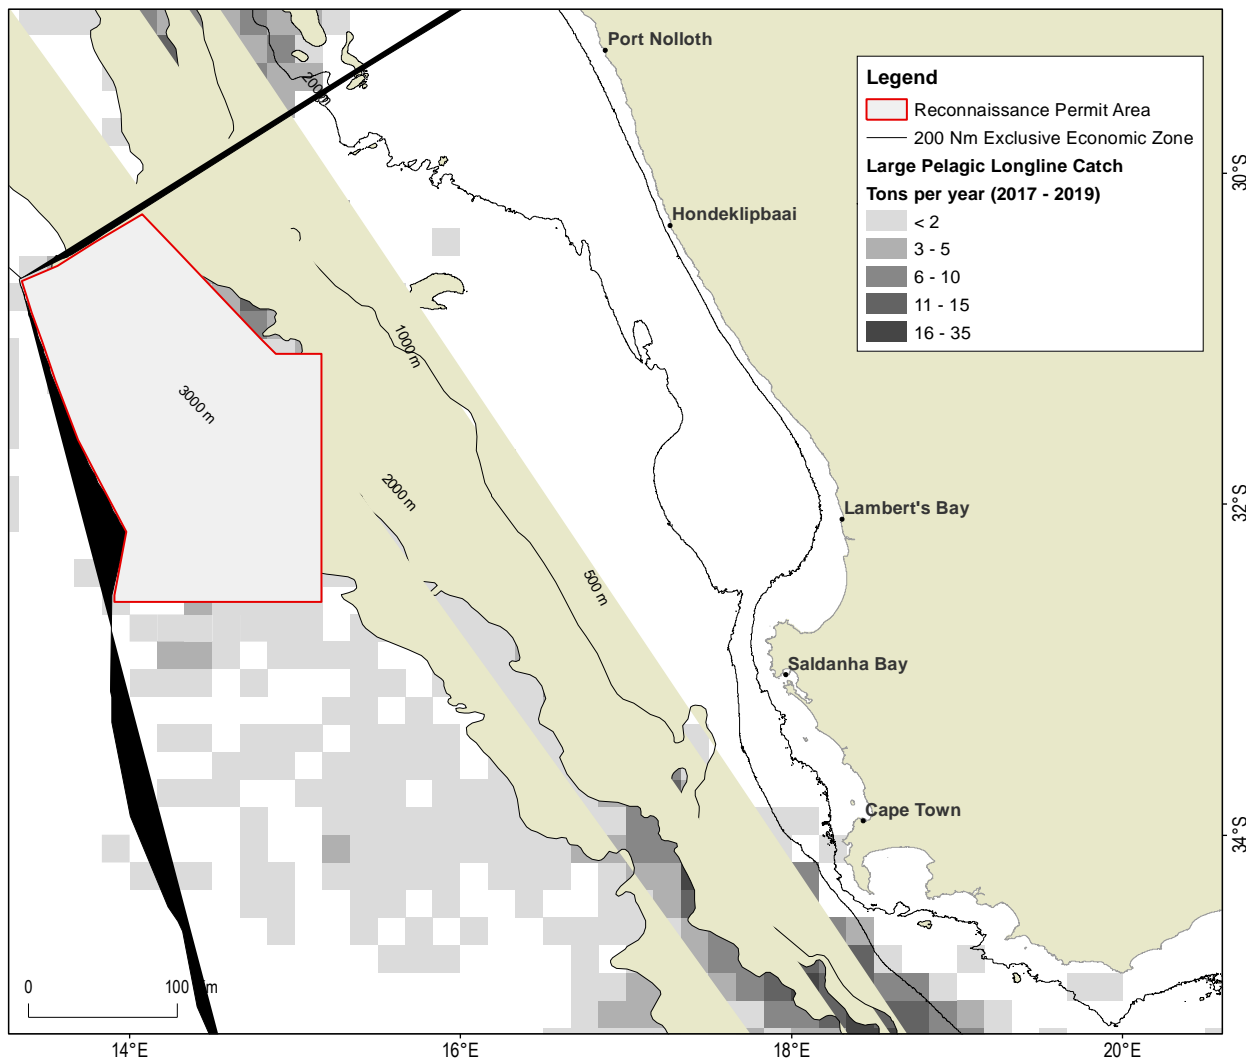 Port Nolloth
Legend
Reconnaissance Permit Area
200 Nm Exclusive Economic Zone
Large Pelagic Longline Catch
Tons per year (2017 - 2019)
< 2
3 - 5
6 - 10
11 - 15
16 - 35
30°S
Hondeklipbaai
1000 m
3000 m
2000 m
32°S
Lambert's Bay
500 m
Saldanha Bay
Cape Town
34°S
0
100
14°E
16°E
18°E
20°E